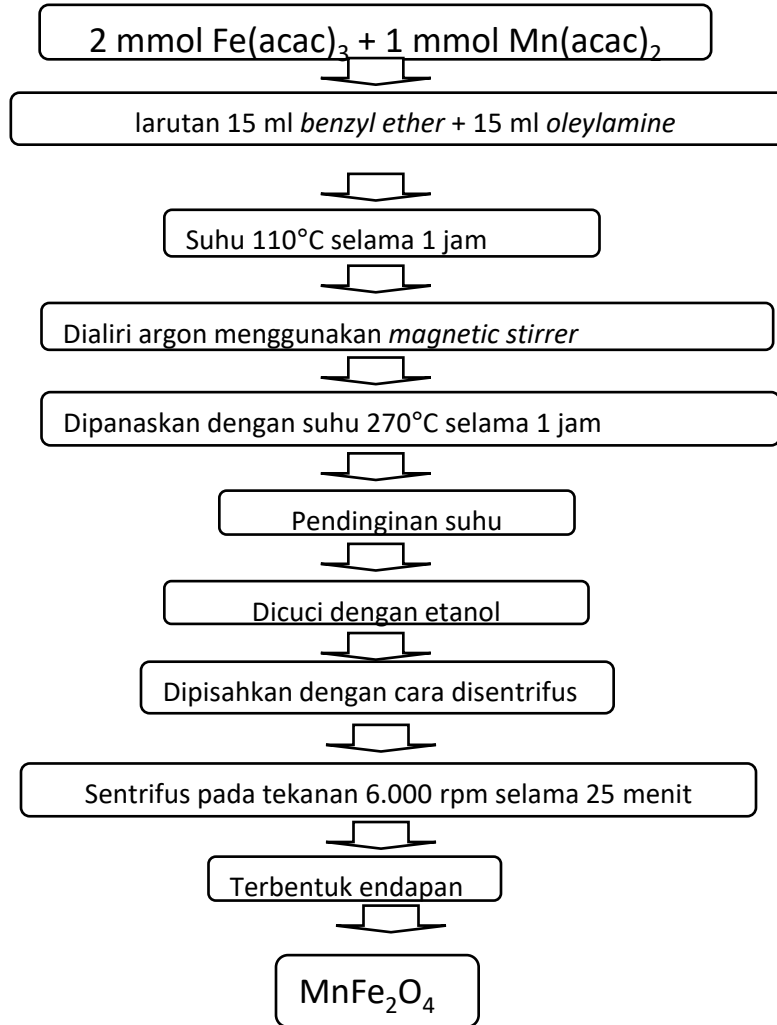 2 mmol Fe(acac)₃ + 1 mmol Mn(acac)₂
larutan 15 ml benzyl ether + 15 ml oleylamine
Suhu 110°C selama 1 jam
Dialiri argon menggunakan magnetic stirrer
Dipanaskan dengan suhu 270°C selama 1 jam
Pendinginan suhu
Dicuci dengan etanol
Dipisahkan dengan cara disentrifus
Sentrifus pada tekanan 6.000 rpm selama 25 menit
Terbentuk endapan
MnFe₂O₄